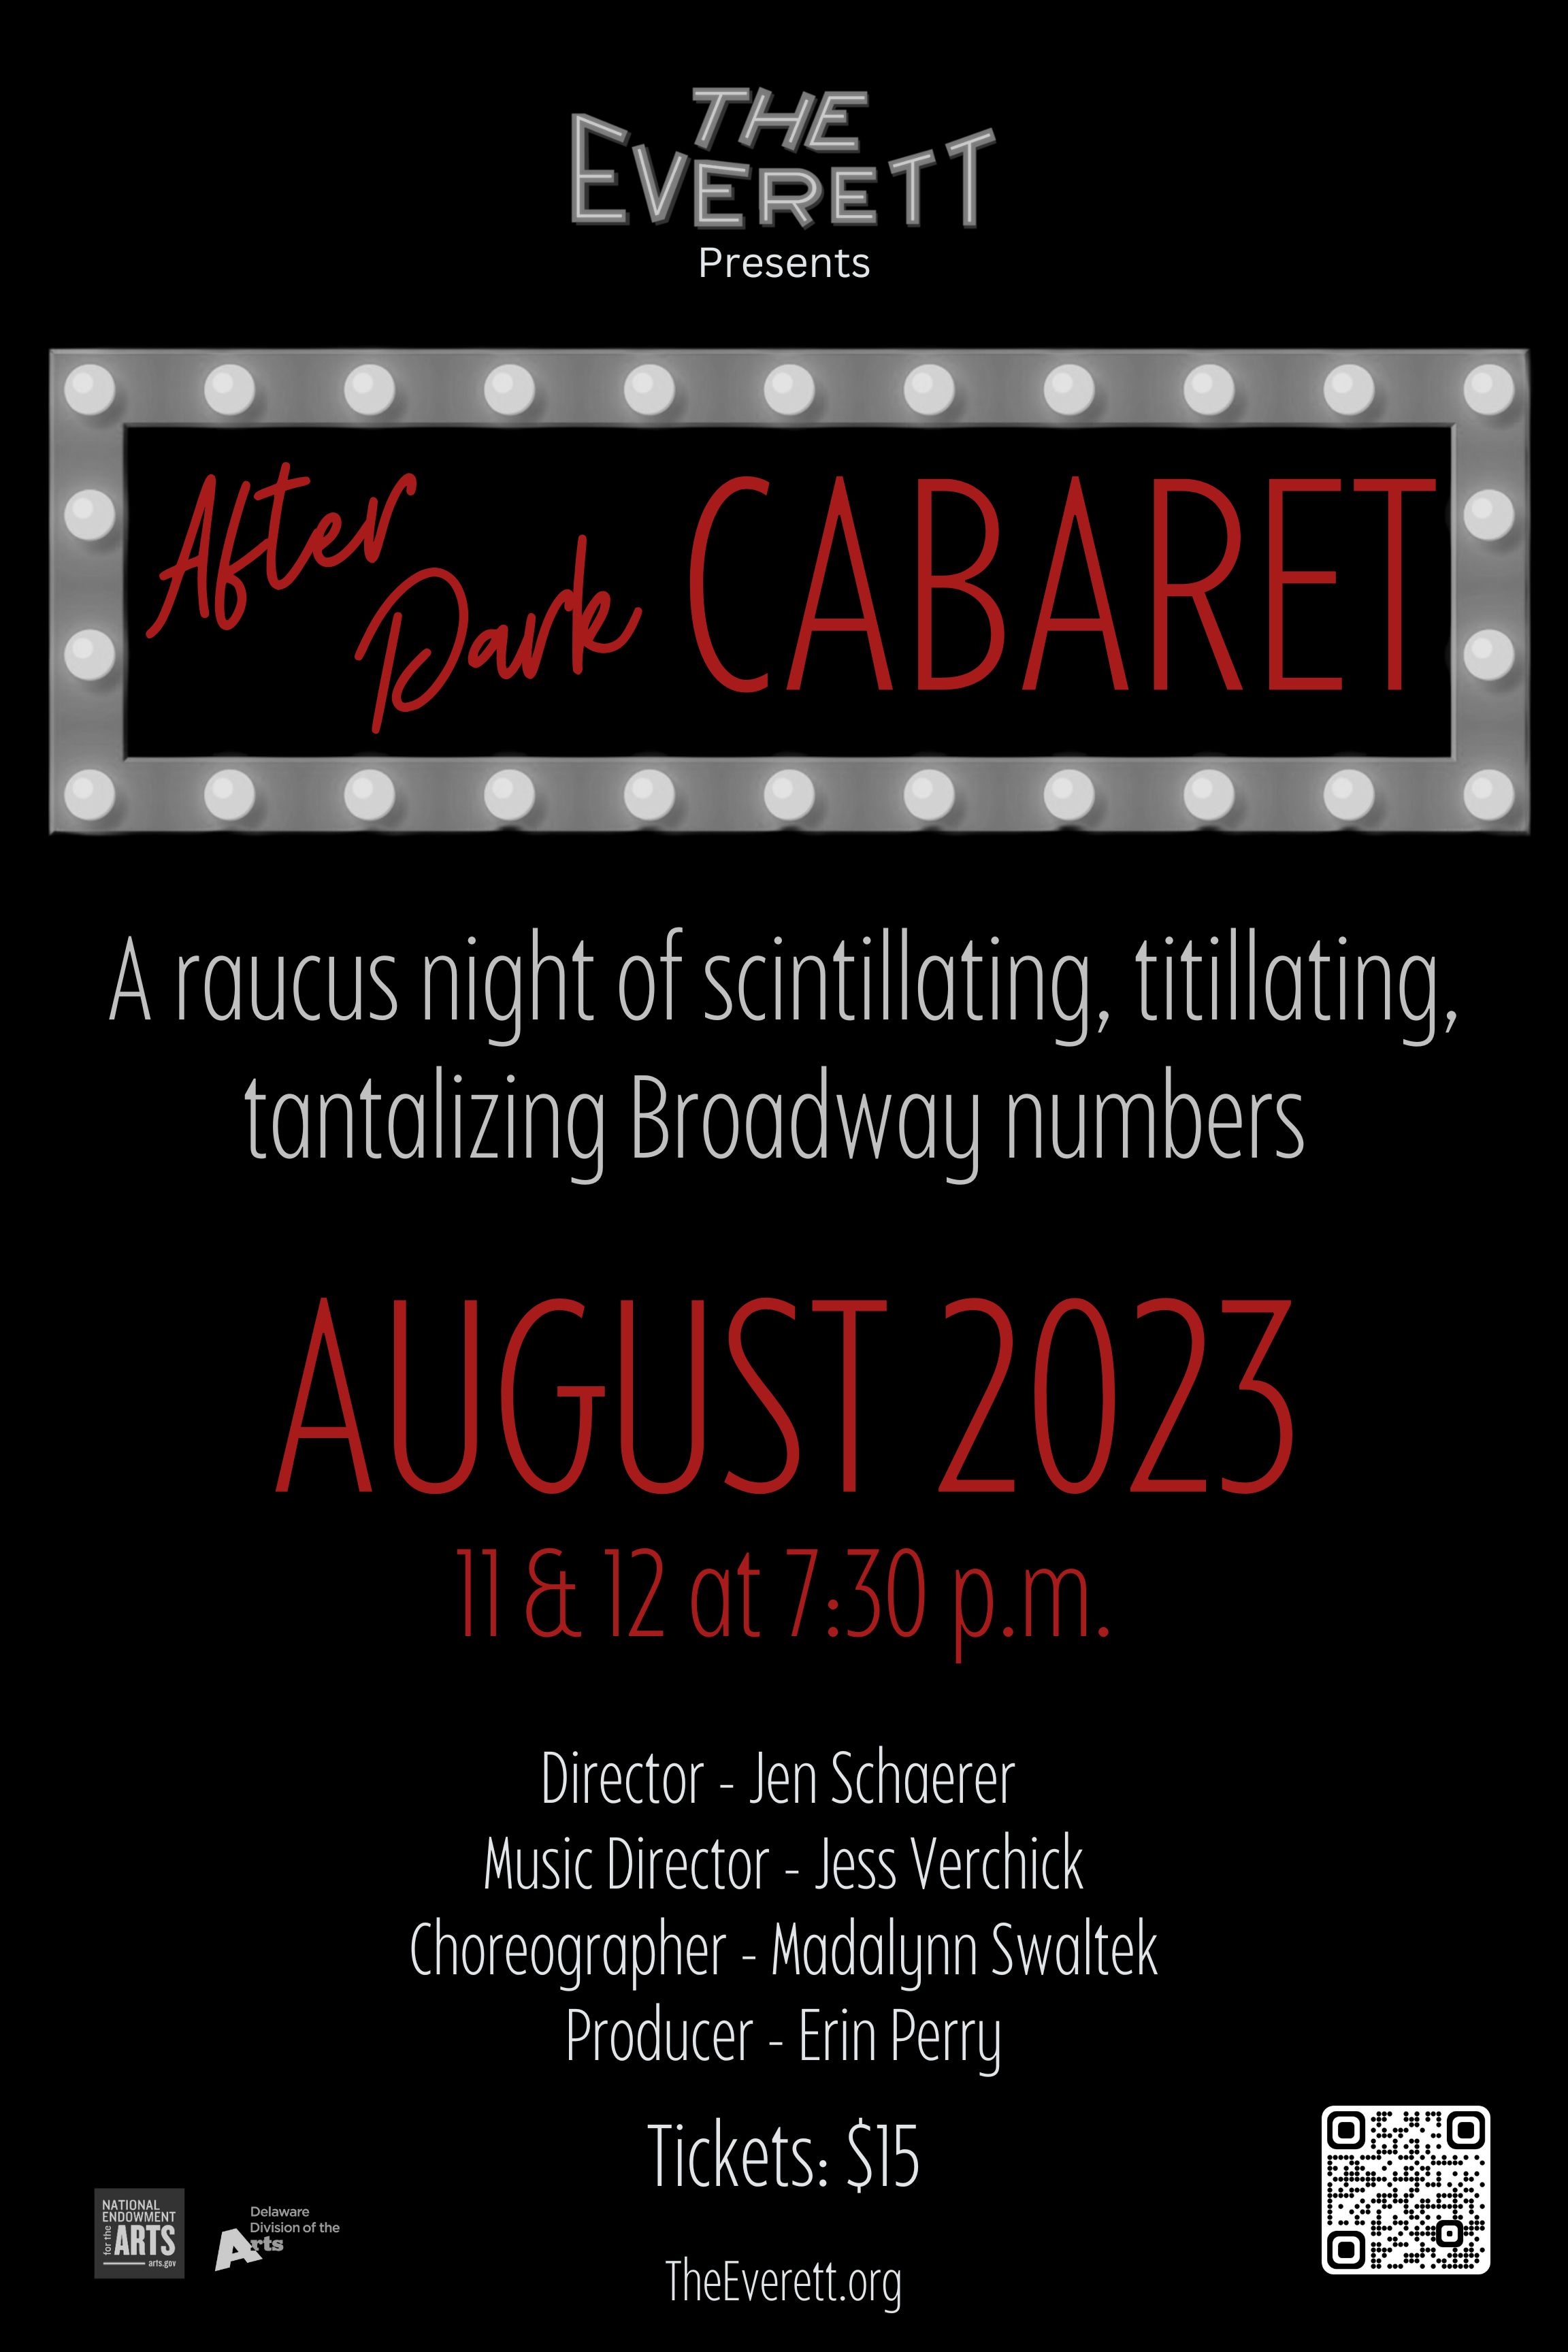 THE
EVERETT
Presents
After
Dark CABARET
A raucus night of scintillating, titillating,
tantalizing Broadway numbers
AUGUST 2023
11 & 12 at 7:30 p.m.
Director - Jen Schaerer
Music Director - Jess Verchick
Choreographer - Madalynn Swaltek
Producer - Erin Perry
Tickets: $15
NATIONAL
ENDOWMENT
for the ARTS
arts.gov
Delaware
Division of the
Arts
TheEverett.org